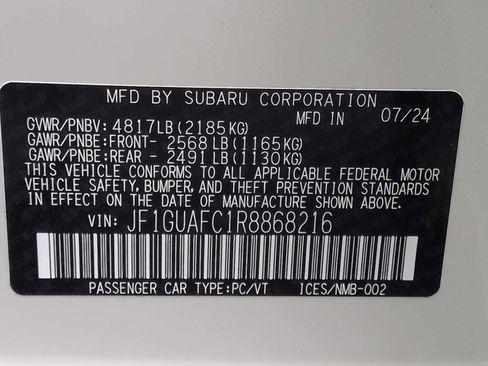 MFD BY SUBARU CORPORATION
MFD IN 07/24
GVWR/PNBV: 4817LB(2185KG)
GAWR/PNBE:FRONT- 2568LB(1165KG)
GAWR/PNBE:REAR - 2491LB(1130KG)
THIS VEHICLE CONFORMS TO ALL APPLICABLE FEDERAL MOTOR
VEHICLE SAFETY, BUMPER, AND THEFT PREVENTION STANDARDS
IN EFFECT ON THE DATE OF MANUFACTURE SHOWN ABOVE.
VIN: JF1GUAFC1R8868216
PASSENGER CAR TYPE:PC/VT ICES/NMB-002